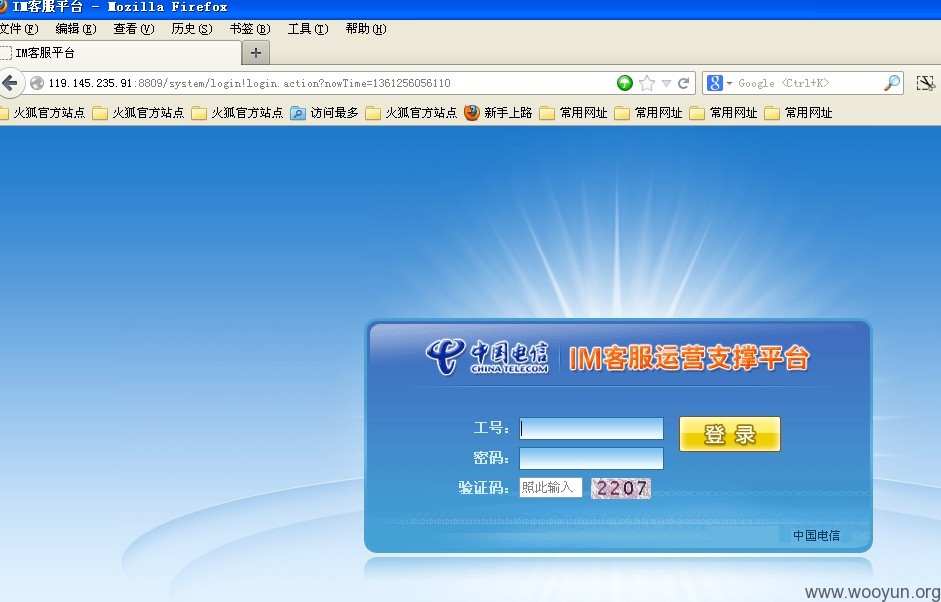 IM客服平台 - Mozilla Firefox
文件(F) 编辑(E) 查看(V) 历史(S) 书签(B) 工具(T) 帮助(H)
IM客服平台 +
119.145.235.91:8809/system/login!login.action?nowTime=1361256056110 Google <Ctrl+K>
火狐官方站点 火狐官方站点 火狐官方站点 访问最多 火狐官方站点 新手上路 常用网址 常用网址 常用网址 常用网址
中国电信 CHINA TELECOM IM客服运营支撑平台
工号: 登 录
密码:
验证码: 照此输入 2207
中国电信
www.wooyun.org